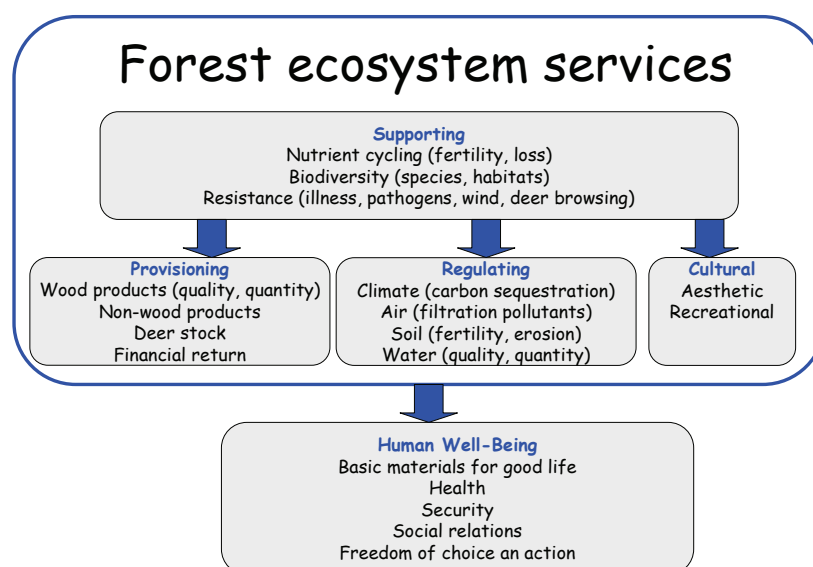 Forest ecosystem services
Supporting
Nutrient cycling (fertility, loss)
Biodiversity (species, habitats)
Resistance (illness, pathogens, wind, deer browsing)
Provisioning
Wood products (quality, quantity)
Non-wood products
Deer stock
Financial return
Regulating
Climate (carbon sequestration)
Air (filtration pollutants)
Soil (fertility, erosion)
Water (quality, quantity)
Cultural
Aesthetic
Recreational
Human Well-Being
Basic materials for good life
Health
Security
Social relations
Freedom of choice an action